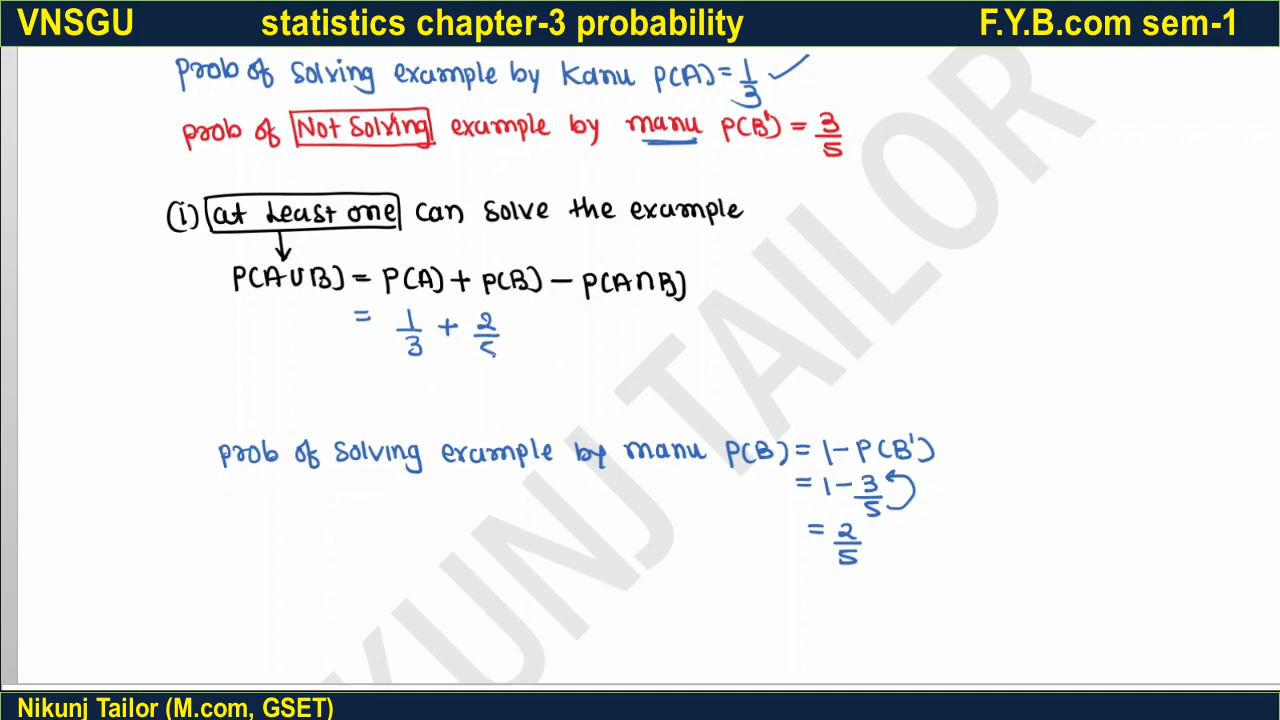 VNSGU statistics chapter-3 probability F.Y.B.com sem-1
prob of solving example by Kanu P(A) = 1/3 ✓
prob of Not solving example by manu P(B') = 3/5
(i) at least one can solve the example
P(A∪B) = P(A) + P(B) - P(A∩B)
= 1/3 + 2/5
prob of solving example by manu P(B) = 1 - P(B')
= 1 - 3/5
= 2/5
KUNJ TAILOR
Nikunj Tailor (M.com, GSET)